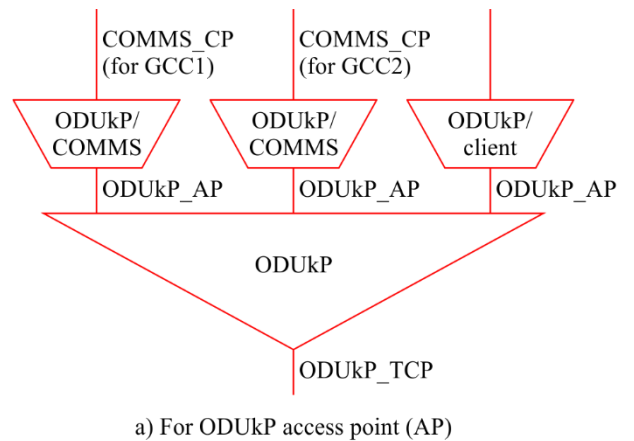 COMMS_CP
(for GCC1)
COMMS_CP
(for GCC2)
ODUkP/
COMMS
ODUkP/
COMMS
ODUkP/
client
ODUkP_AP
ODUkP_AP
ODUkP_AP
ODUkP
ODUkP_TCP
a) For ODUkP access point (AP)